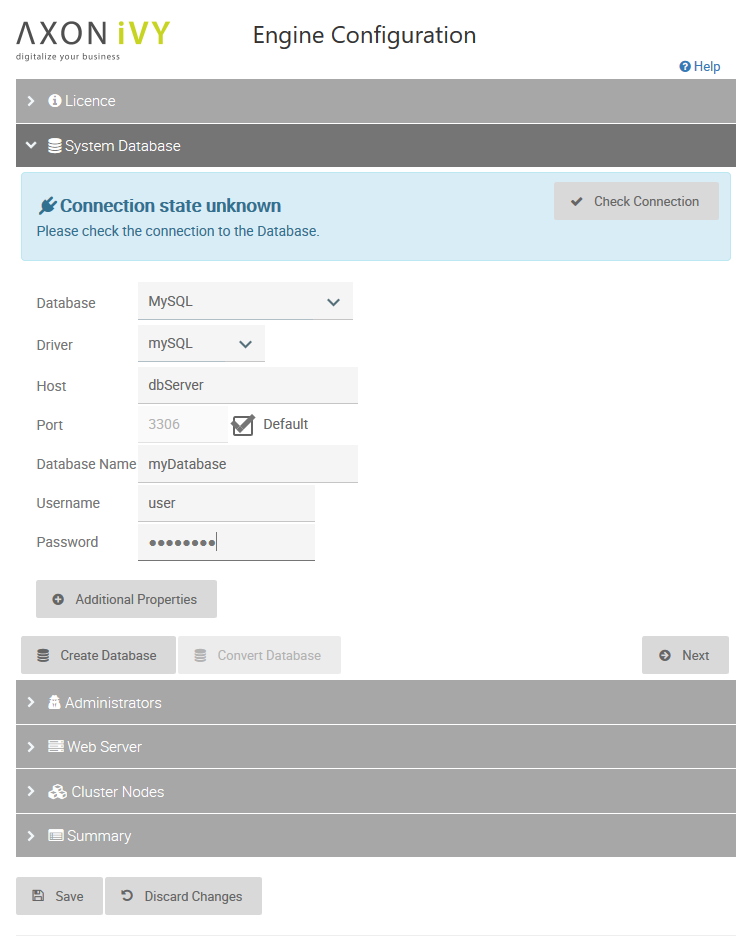 AXON iVY
digitalize your business
Engine Configuration
Help
Licence
System Database
Connection state unknown
Please check the connection to the Database.
Check Connection
Database MySQL
Driver mySQL
Host dbServer
Port 3306 Default
Database Name myDatabase
Username user
Password ●●●●●●●●
Additional Properties
Create Database Convert Database Next
Administrators
Web Server
Cluster Nodes
Summary
Save Discard Changes